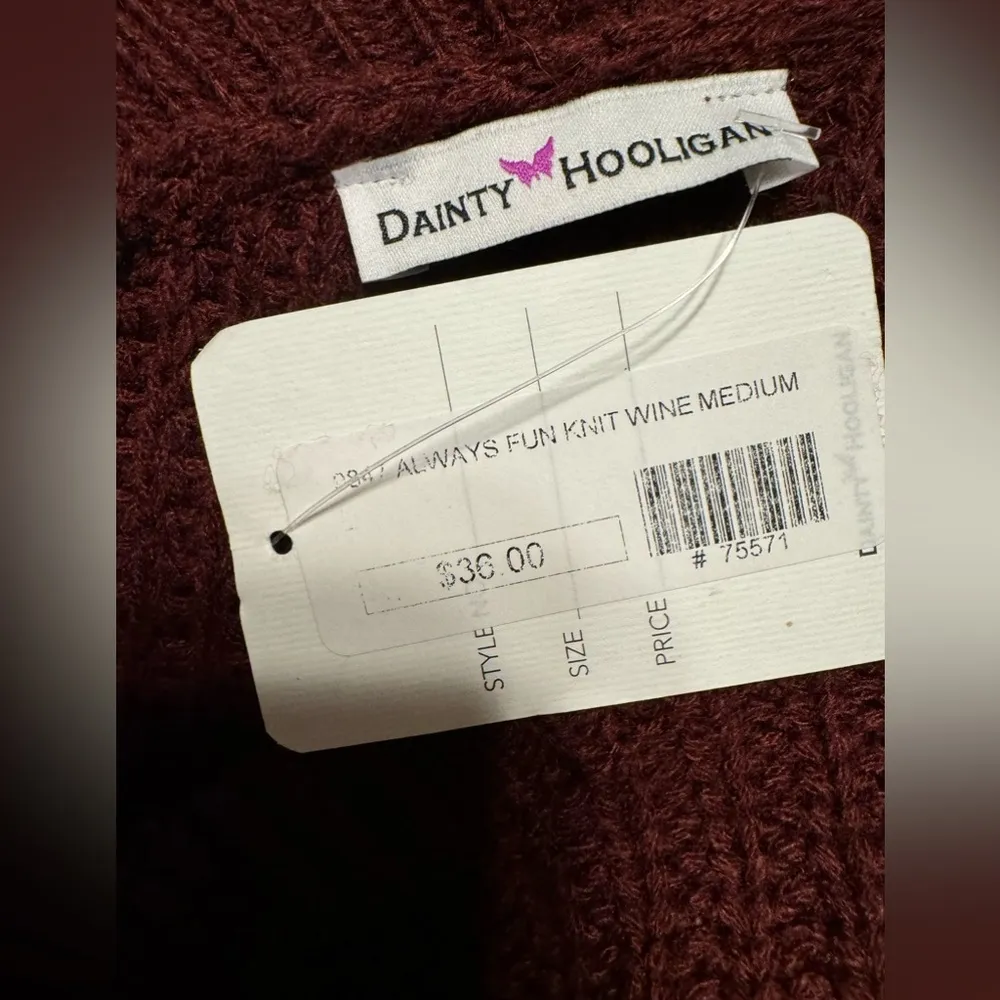 DAINTY HOOLIGAN
ALWAYS FUN KNIT WINE MEDIUM
$36.00
# 75571
STYLE
SIZE
PRICE
DAINTY HOOLIGAN